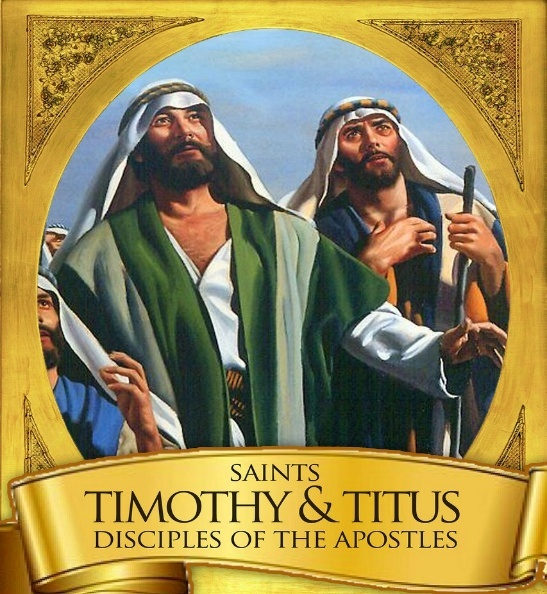 SAINTS
TIMOTHY & TITUS
DISCIPLES OF THE APOSTLES